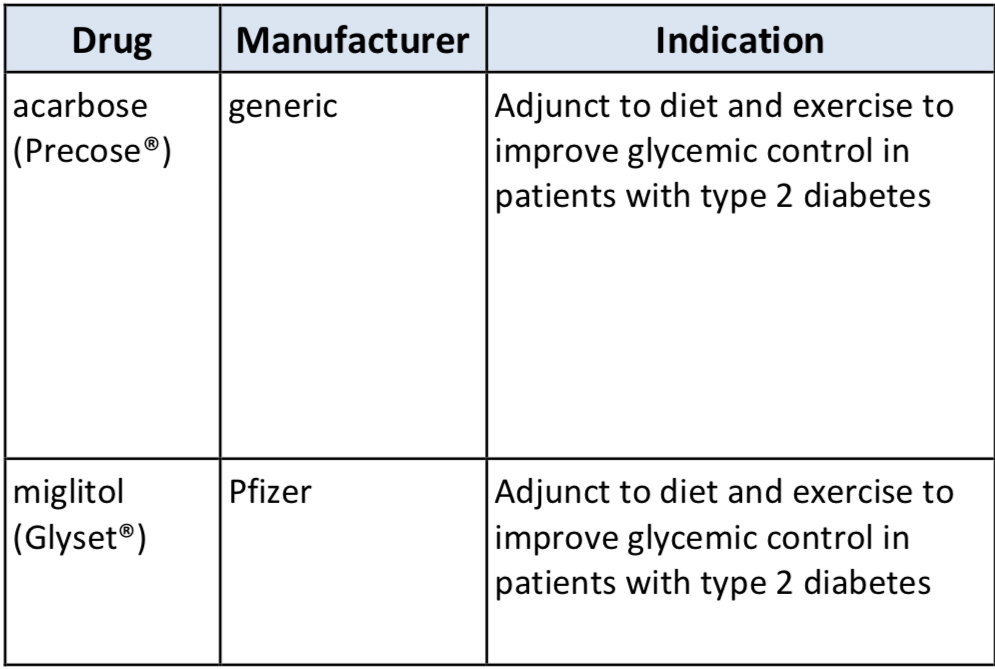 Drug Manufacturer Indication
acarbose generic Adjunct to diet and exercise to
(Precose®) improve glycemic control in
patients with type 2 diabetes
miglitol Pfizer Adjunct to diet and exercise to
(Glyset®) improve glycemic control in
patients with type 2 diabetes